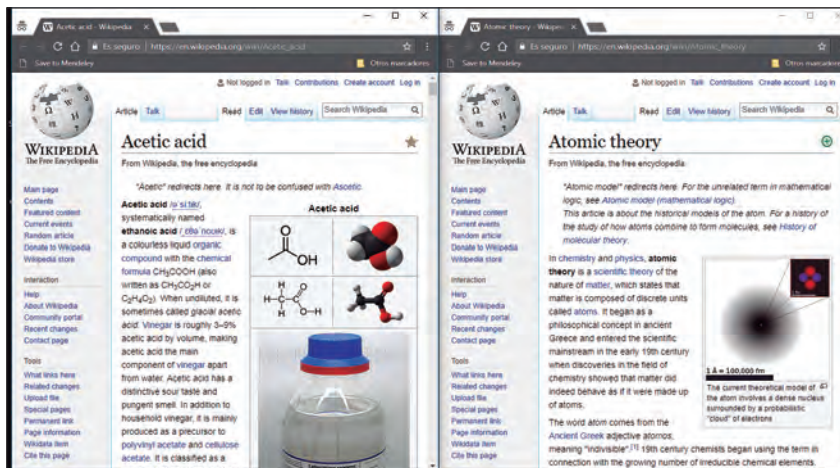 Acetic acid - Wikipedia
Es seguro | https://en.wikipedia.org/wiki/Acetic_acid
Save to Mendeley
Otros marcadores
Not logged in Talk Contributions Create account Log in
Article Talk Read Edit View history Search Wikipedia
WIKIPEDIA
The Free Encyclopedia
Main page
Contents
Featured content
Current events
Random article
Donate to Wikipedia
Wikipedia store
Interaction
Help
About Wikipedia
Community portal
Recent changes
Contact page
Tools
What links here
Related changes
Upload file
Special pages
Permanent link
Page information
Wikidata item
Cite this page
Acetic acid
From Wikipedia, the free encyclopedia
"Acetic" redirects here. It is not to be confused with Ascetic.
Acetic acid
systematically named
ethanoic acid is
a colourless liquid organic
compound with the chemical
formula CH₃COOH (also
written as CH₃CO₂H or
C₂H₄O₂). When undiluted, it is
sometimes called glacial acetic
acid. Vinegar is roughly 3–9%
acetic acid by volume, making
acetic acid the main
component of vinegar apart
from water. Acetic acid has a
distinctive sour taste and
pungent smell. In addition to
household vinegar, it is mainly
produced as a precursor to
polyvinyl acetate and cellulose
acetate. It is classified as a
Acetic acid
O
OH
H O
H-C-C
H O-H
Atomic theory - Wikiped
Es seguro | https://en.wikipedia.org/wiki/Atomic_theory
Save to Mendeley
Otros marcadores
Not logged in Talk Contributions Create account Log in
Article Talk Read Edit View history Search Wikipedia
WIKIPEDIA
The Free Encyclopedia
Main page
Contents
Featured content
Current events
Random article
Donate to Wikipedia
Wikipedia store
Interaction
Help
About Wikipedia
Community portal
Recent changes
Contact page
Tools
What links here
Related changes
Upload file
Special pages
Permanent link
Page information
Wikidata item
Cite this page
Atomic theory
From Wikipedia, the free encyclopedia
"Atomic model" redirects here. For the unrelated term in mathematical
logic, see Atomic model (mathematical logic).
This article is about the historical models of the atom. For a history of
the study of how atoms combine to form molecules, see History of
molecular theory.
In chemistry and physics, atomic
theory is a scientific theory of the
nature of matter, which states that
matter is composed of discrete units
called atoms. It began as a
philosophical concept in ancient
Greece and entered the scientific
mainstream in the early 19th century
when discoveries in the field of
chemistry showed that matter did
indeed behave as if it were made up
of atoms.
1 Å = 100,000 fm
The current theoretical model of
the atom involves a dense nucleus
surrounded by a probabilistic
"cloud" of electrons
The word atom comes from the
Ancient Greek adjective atomos,
meaning "indivisible".[1] 19th century chemists began using the term in
connection with the growing number of irreducible chemical elements.